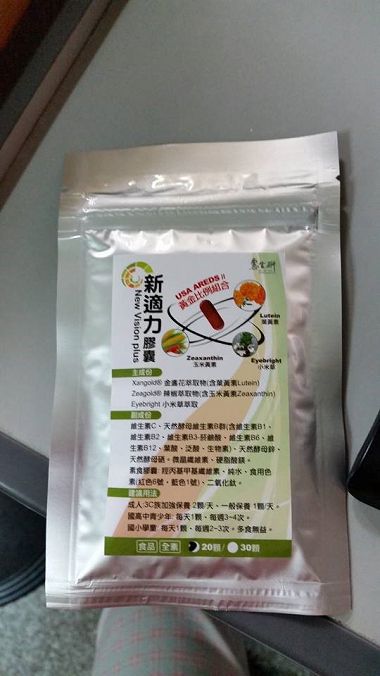 養生研
新適力膠囊
New Vision plus
USA AREDS II
黃金比例組合
Lutein
葉黃素
Zeaxanthin
玉米黃素
Eyebright
小米草
主成份
Xangold® 金盞花萃取物(含葉黃素Lutein)
Zeagold® 辣椒萃取物(含玉米黃素Zeaxanthin)
Eyebright 小米草萃取
副成份
維生素C、天然酵母維生素B群(含維生素B1、
維生素B2、維生素B3-菸鹼酸、維生素B6、維
生素B12、葉酸、泛酸、生物素)、天然酵母鋅、
天然酵母硒。微晶纖維素、硬脂酸鎂。
素食膠囊: 羥丙基甲基纖維素、純水、食用色
素(紅色6號、藍色1號)、二氧化鈦。
建議用法
成人:3C族加強保養 2顆/天、一般保養 1顆/天。
國高中青少年: 每天1顆、每週3~4次。
國小學童: 每天1顆、每週2~3次。多食無益。
食品 全素 20顆 30顆